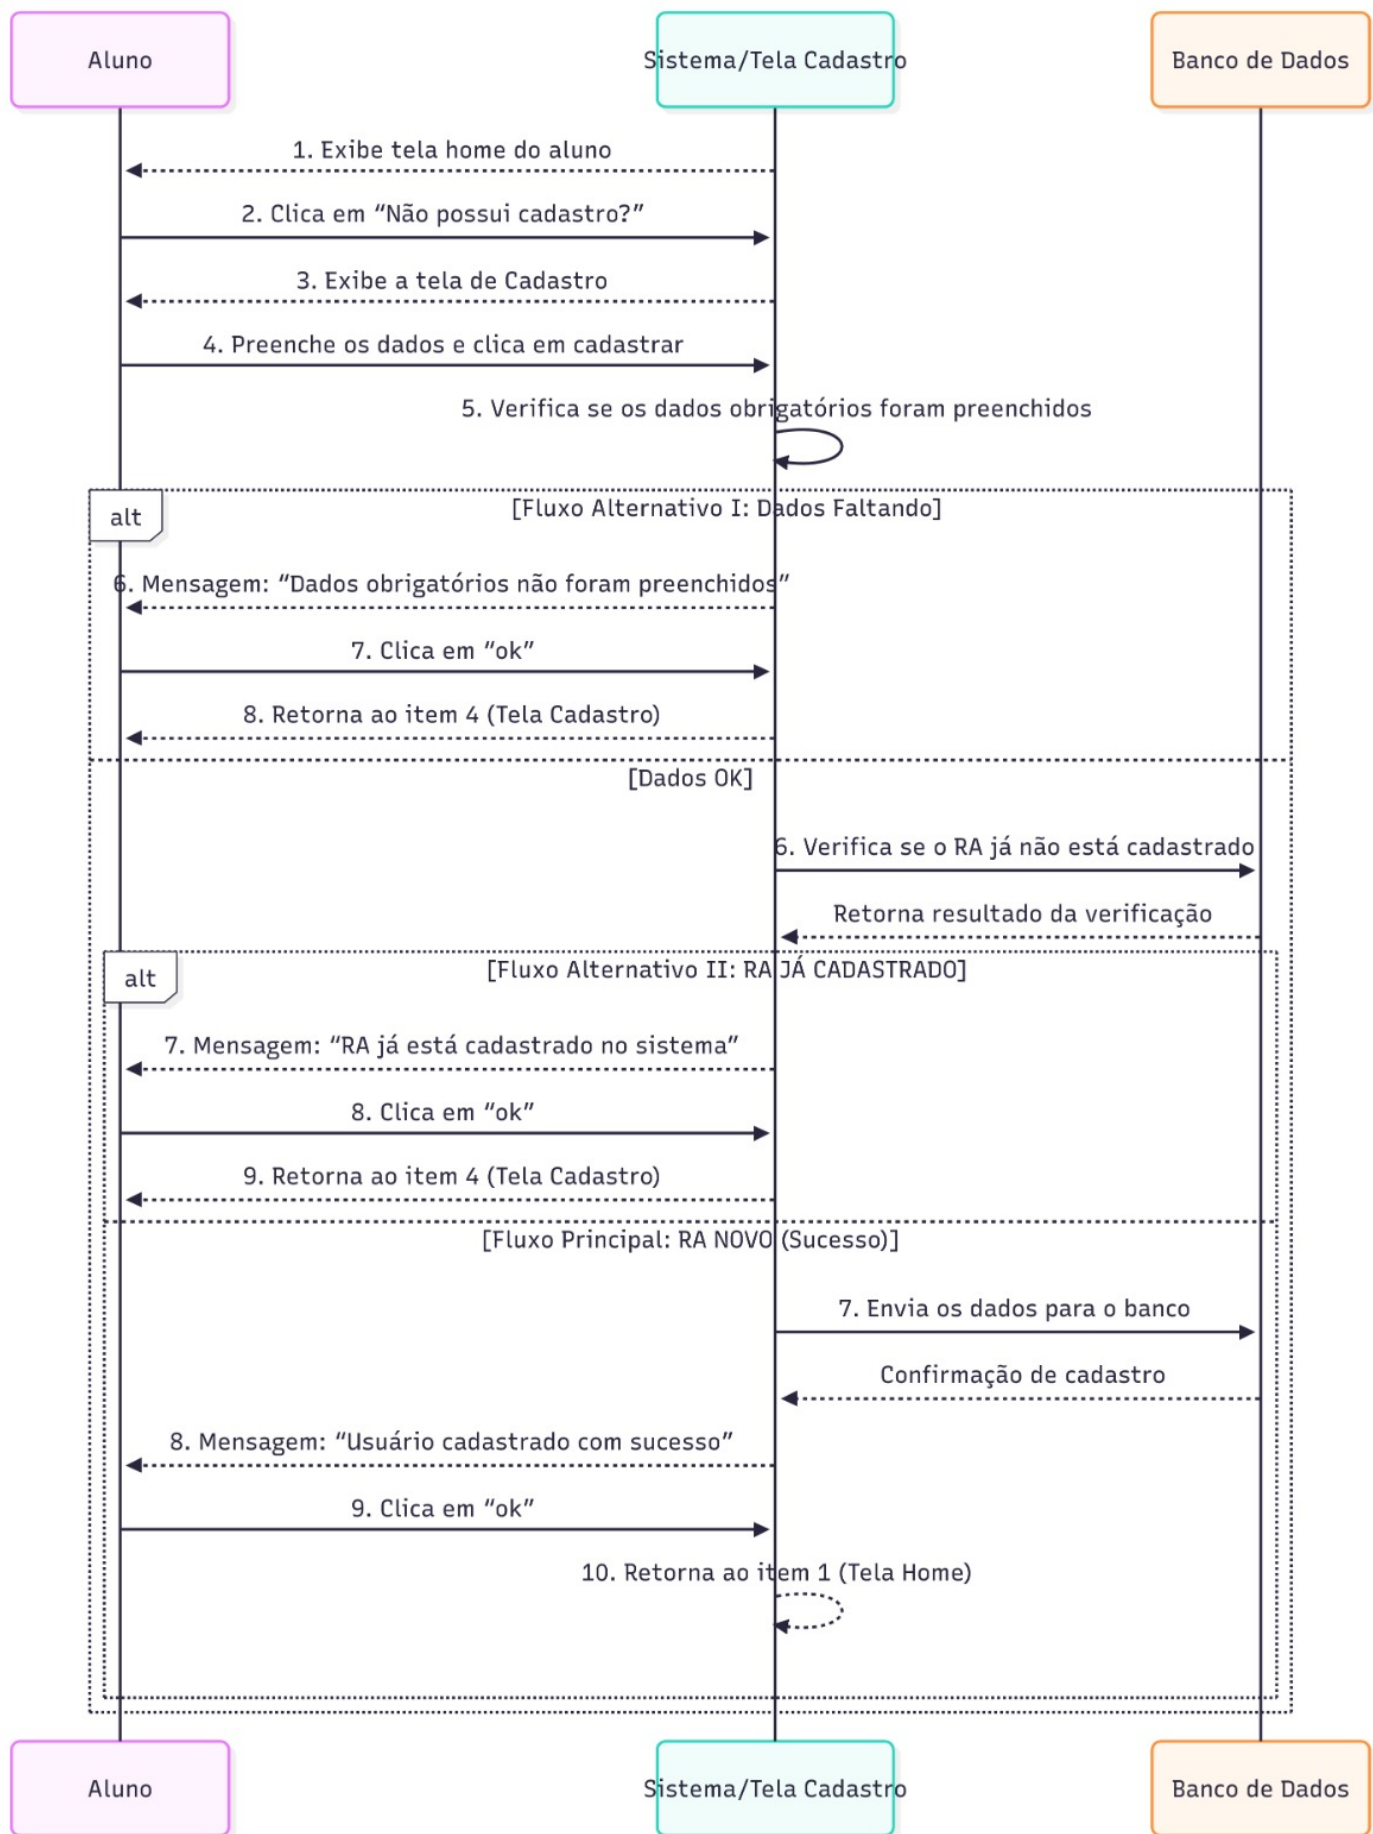 Aluno
Sistema/Tela Cadastro
Banco de Dados
1. Exibe tela home do aluno
2. Clica em “Não possui cadastro?”
3. Exibe a tela de Cadastro
4. Preenche os dados e clica em cadastrar
5. Verifica se os dados obrigatórios foram preenchidos
alt
[Fluxo Alternativo I: Dados Faltando]
6. Mensagem: “Dados obrigatórios não foram preenchidos”
7. Clica em “ok”
8. Retorna ao item 4 (Tela Cadastro)
[Dados OK]
6. Verifica se o RA já não está cadastrado
Retorna resultado da verificação
alt
[Fluxo Alternativo II: RA JÁ CADASTRADO]
7. Mensagem: “RA já está cadastrado no sistema”
8. Clica em “ok”
9. Retorna ao item 4 (Tela Cadastro)
[Fluxo Principal: RA NOVO (Sucesso)]
7. Envia os dados para o banco
Confirmação de cadastro
8. Mensagem: “Usuário cadastrado com sucesso”
9. Clica em “ok”
10. Retorna ao item 1 (Tela Home)
Aluno
Sistema/Tela Cadastro
Banco de Dados